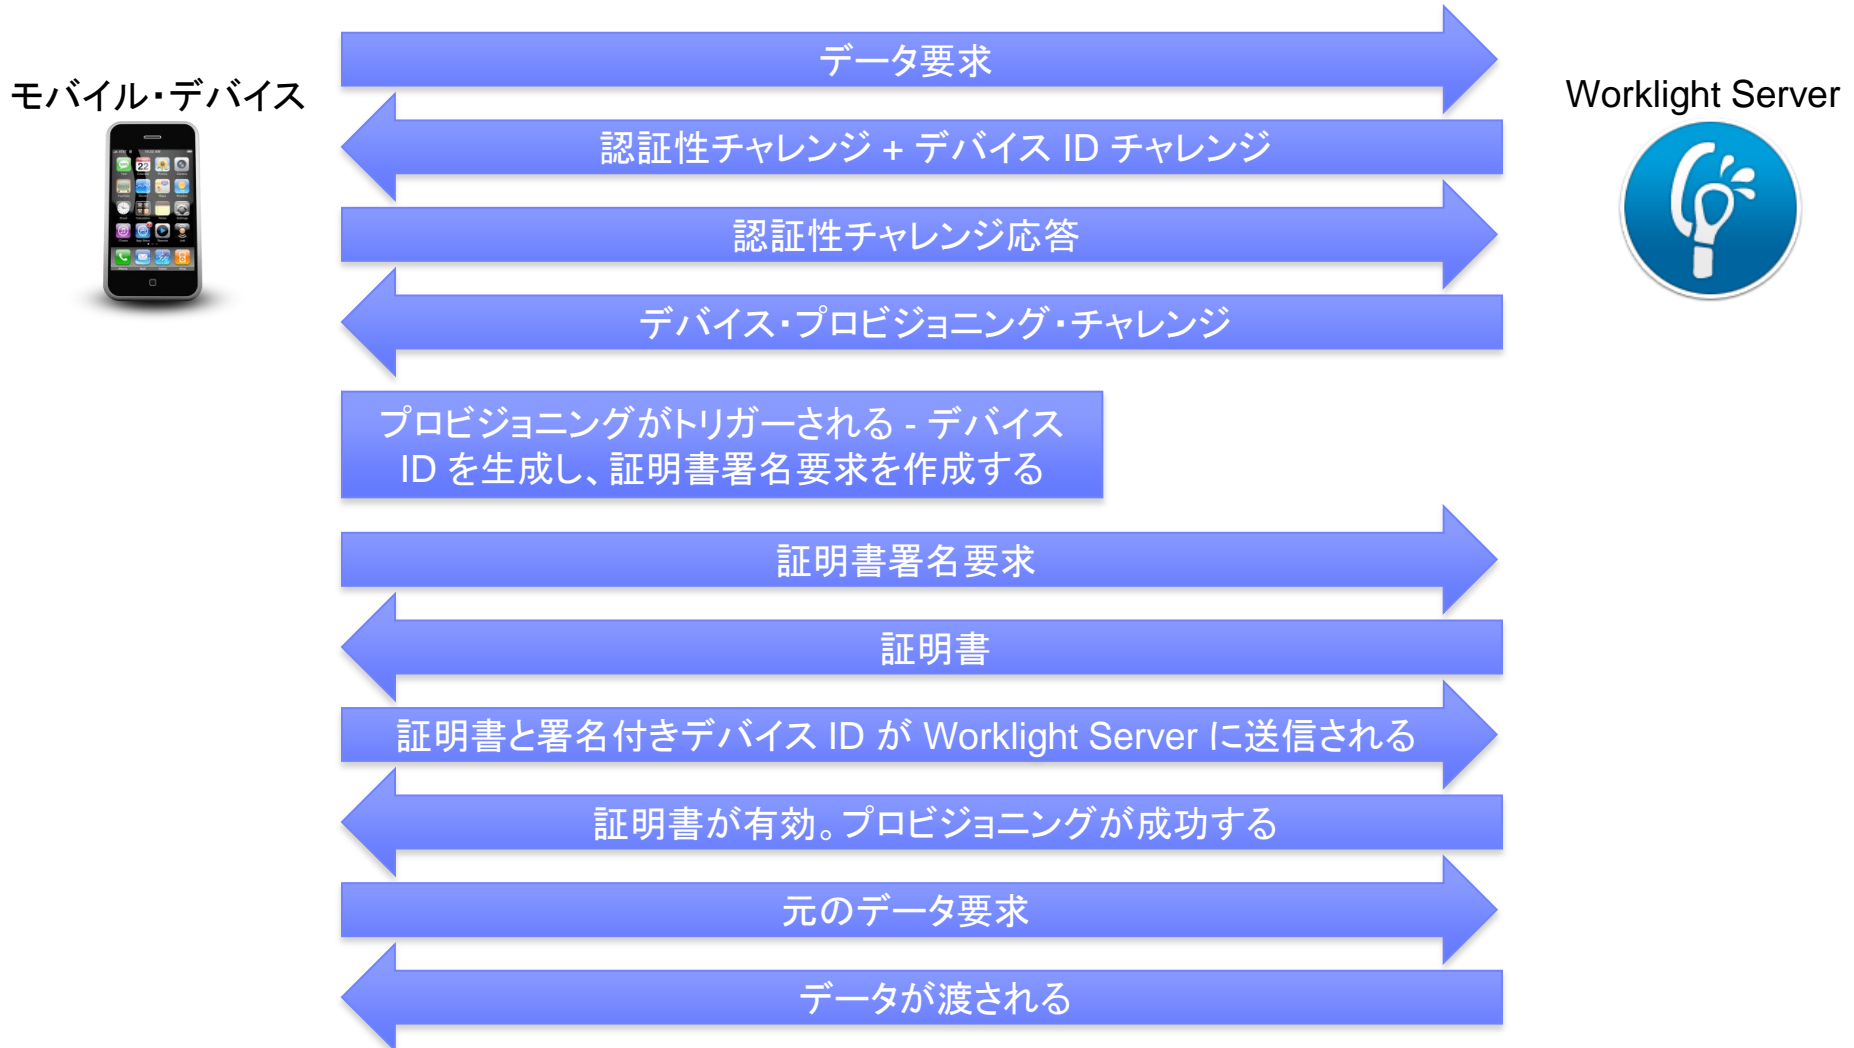 データ要求
モバイル・デバイス
Worklight Server
認証性チャレンジ + デバイス ID チャレンジ
認証性チャレンジ応答
デバイス・プロビジョニング・チャレンジ
プロビジョニングがトリガーされる - デバイス
ID を生成し、証明書署名要求を作成する
証明書署名要求
証明書
証明書と署名付きデバイス ID が Worklight Server に送信される
証明書が有効。プロビジョニングが成功する
元のデータ要求
データが渡される